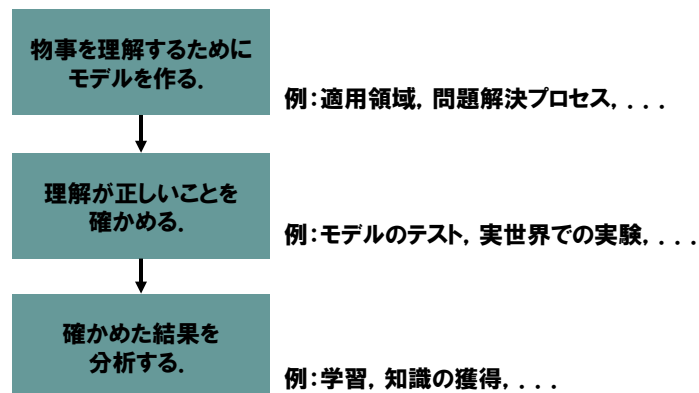 物事を理解するために
モデルを作る.
例：適用領域, 問題解決プロセス, . . .
理解が正しいことを
確かめる.
例：モデルのテスト, 実世界での実験, . . .
確かめた結果を
分析する.
例：学習, 知識の獲得, . . .